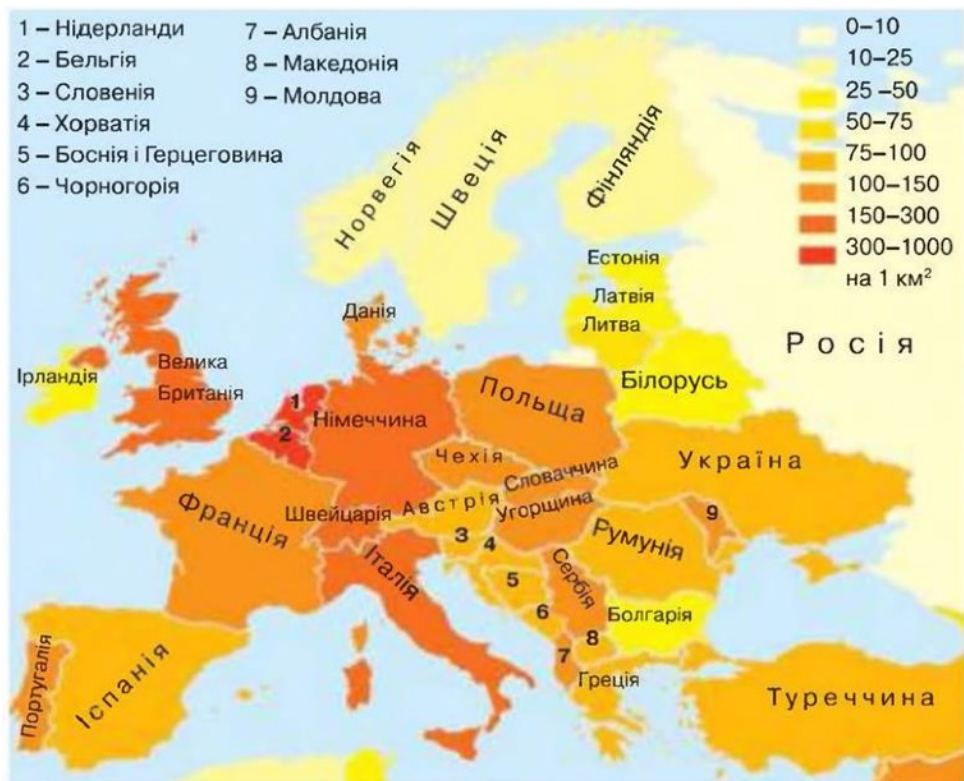 1 – Нідерланди
2 – Бельгія
3 – Словенія
4 – Хорватія
5 – Боснія і Герцеговина
6 – Чорногорія
7 – Албанія
8 – Македонія
9 – Молдова
0–10
10–25
25–50
50–75
75–100
100–150
150–300
300–1000
на 1 км²
Норвегія
Швеція
Фінляндія
Естонія
Латвія
Литва
Данія
Росія
Ірландія
Велика
Британія
Білорусь
1
2
Німеччина
Польща
Чехія
Словаччина
Україна
Франція
Швейцарія
Австрія
Угорщина
9
3
4
Румунія
Італія
5
Сербія
6
Болгарія
7
8
Греція
Португалія
Іспанія
Туреччина